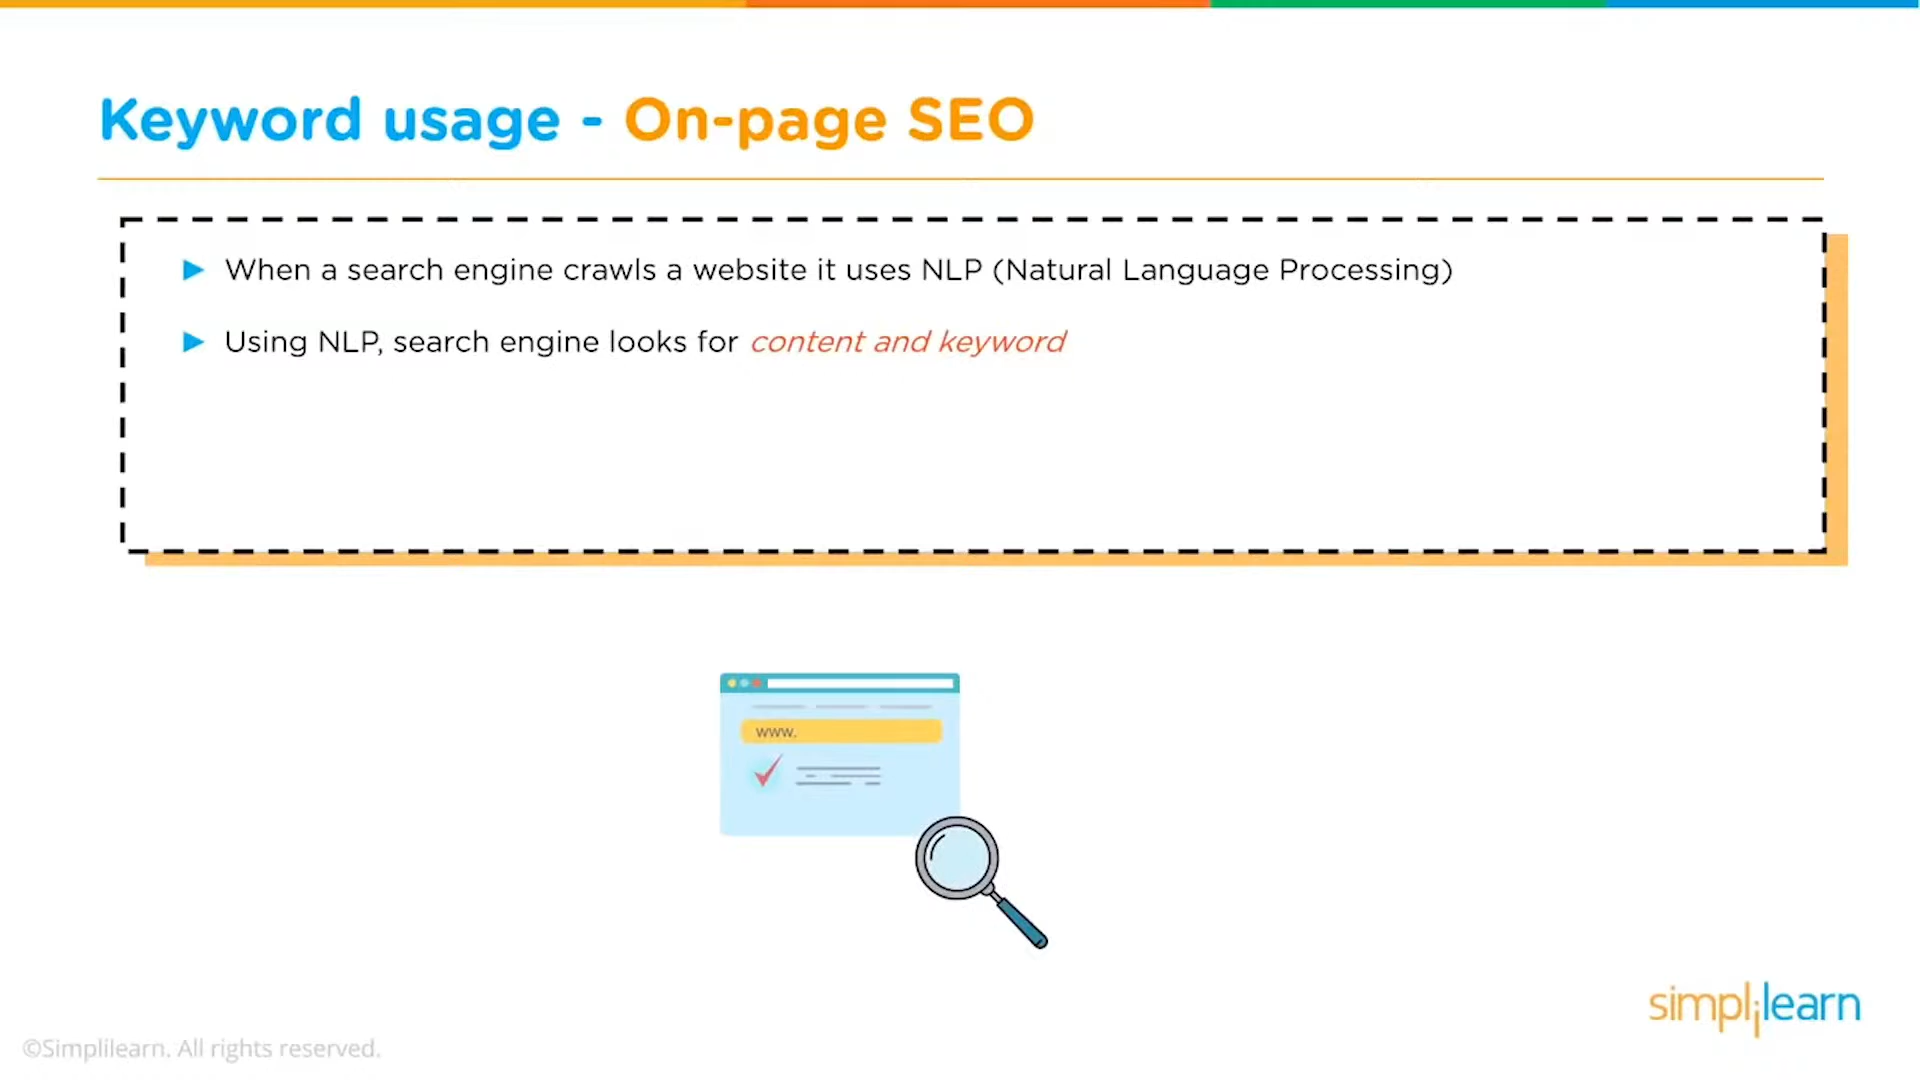 Keyword usage - On-page SEO
When a search engine crawls a website it uses NLP (Natural Language Processing)
Using NLP, search engine looks for content and keyword
www.
simplilearn
©Simplilearn. All rights reserved.